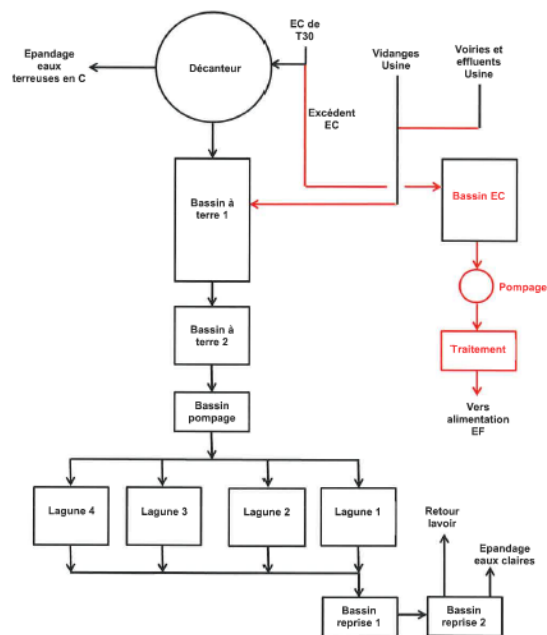 EC de
T30
Epandage
eaux
terreuses en C
Décanteur
Vidanges
Usine
Voiries et
effluents
Usine
Excédent
EC
Bassin à
terre 1
Bassin EC
Pompage
Bassin à
terre 2
Traitement
Bassin
pompage
Vers
alimentation
EF
Lagune 4
Lagune 3
Lagune 2
Lagune 1
Retour
lavoir
Epandage
eaux claires
Bassin
reprise 1
Bassin
reprise 2